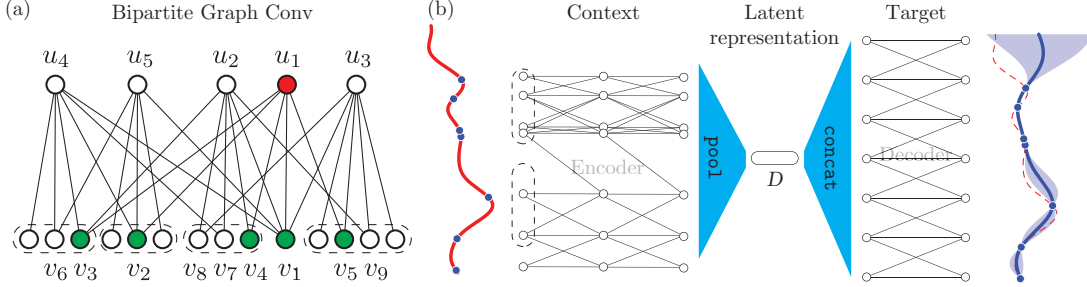 (a) Bipartite Graph Conv
u4 u5 u2 u1 u3
v6 v3 v2 v8 v7 v4 v1 v5 v9
(b) Context Latent representation Target
Encoder
pool
D
concat
Decoder